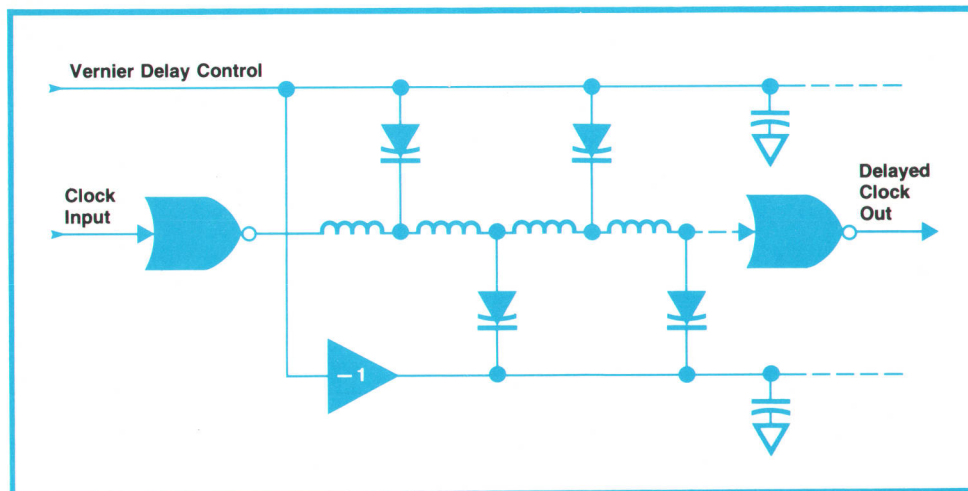 Vernier Delay Control
Clock
Input
Delayed
Clock
Out
–1